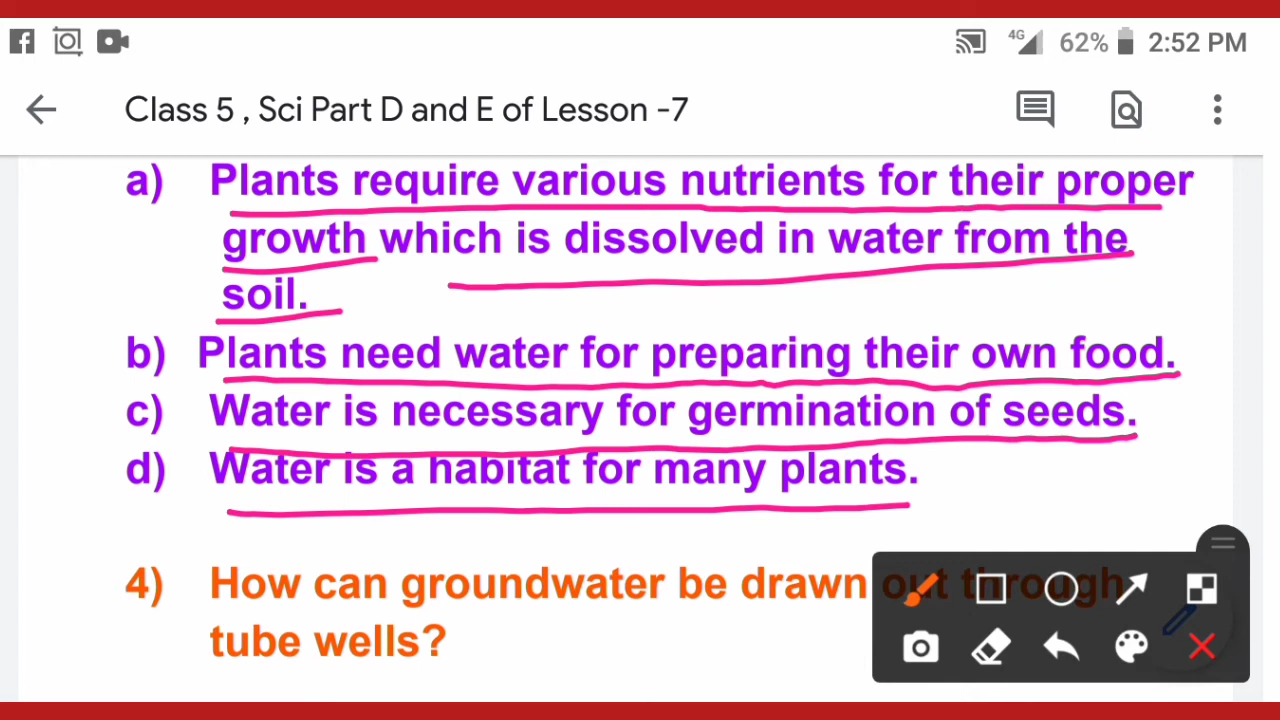 4G 62% 2:52 PM
Class 5 , Sci Part D and E of Lesson -7
a) Plants require various nutrients for their proper
growth which is dissolved in water from the
soil.
b) Plants need water for preparing their own food.
c) Water is necessary for germination of seeds.
d) Water is a habitat for many plants.
4) How can groundwater be drawn out through
tube wells?